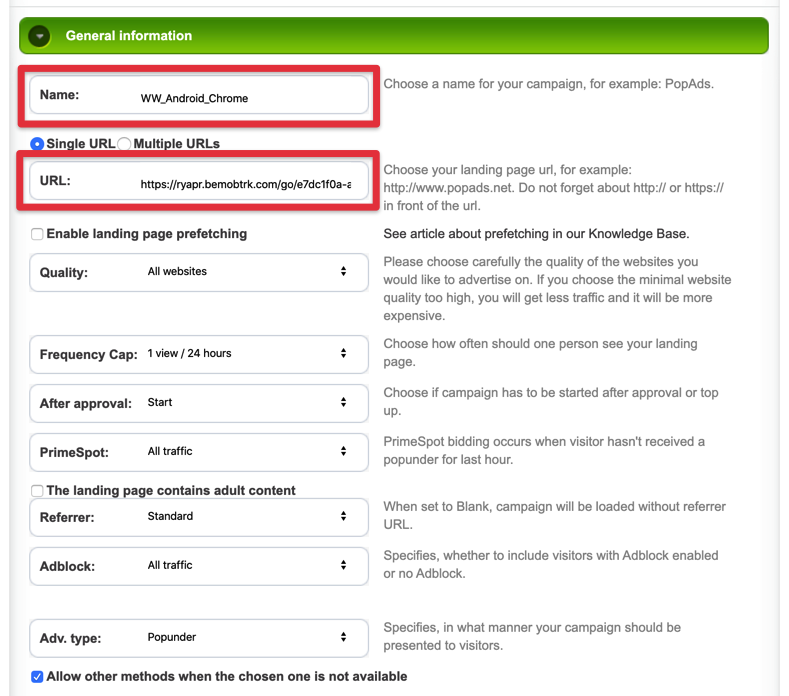 General information
Name: WW_Android_Chrome
Choose a name for your campaign, for example: PopAds.
Single URL Multiple URLs
URL: https://ryapr.bemobtrk.com/go/e7dc1f0a-a
Choose your landing page url, for example:
http://www.popads.net. Do not forget about http:// or https://
in front of the url.
Enable landing page prefetching
See article about prefetching in our Knowledge Base.
Quality: All websites
Please choose carefully the quality of the websites you
would like to advertise on. If you choose the minimal website
quality too high, you will get less traffic and it will be more
expensive.
Frequency Cap: 1 view / 24 hours
Choose how often should one person see your landing
page.
After approval: Start
Choose if campaign has to be started after approval or top
up.
PrimeSpot: All traffic
PrimeSpot bidding occurs when visitor hasn't received a
popunder for last hour.
The landing page contains adult content
Referrer: Standard
When set to Blank, campaign will be loaded without referrer
URL.
Adblock: All traffic
Specifies, whether to include visitors with Adblock enabled
or no Adblock.
Adv. type: Popunder
Specifies, in what manner your campaign should be
presented to visitors.
Allow other methods when the chosen one is not available